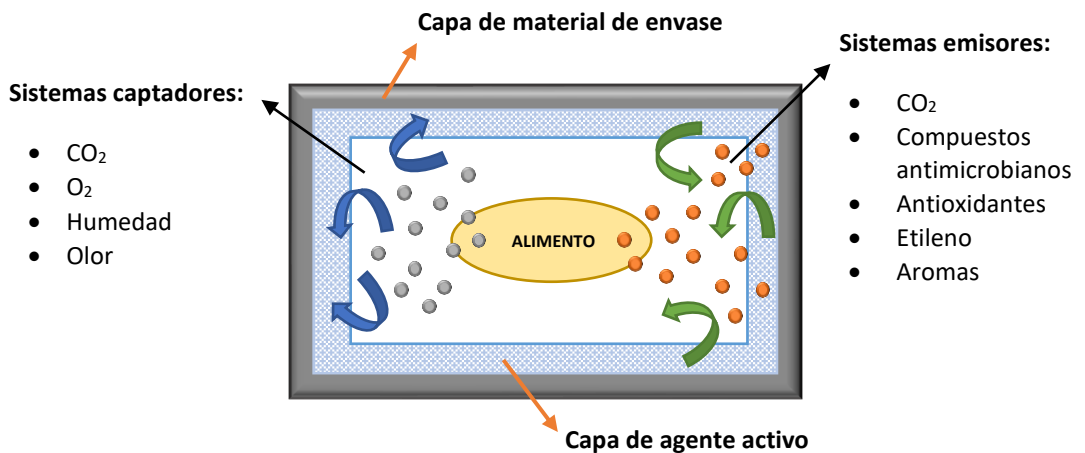 Capa de material de envase
Sistemas captadores:
• CO₂
• O₂
• Humedad
• Olor
ALIMENTO
Sistemas emisores:
• CO₂
• Compuestos
antimicrobianos
• Antioxidantes
• Etileno
• Aromas
Capa de agente activo